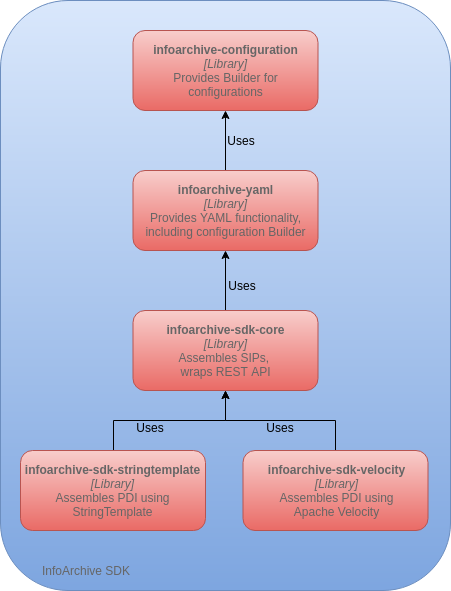 infoarchive-configuration
[Library]
Provides Builder for
configurations
Uses
infoarchive-yaml
[Library]
Provides YAML functionality,
including configuration Builder
Uses
infoarchive-sdk-core
[Library]
Assembles SIPs,
wraps REST API
Uses
Uses
infoarchive-sdk-stringtemplate
[Library]
Assembles PDI using
StringTemplate
infoarchive-sdk-velocity
[Library]
Assembles PDI using
Apache Velocity
InfoArchive SDK